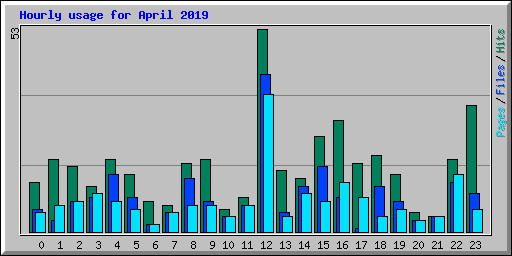 Hourly usage for April 2019
53
Pages/Files/Hits
0 1 2 3 4 5 6 7 8 9 10 11 12 13 14 15 16 17 18 19 20 21 22 23